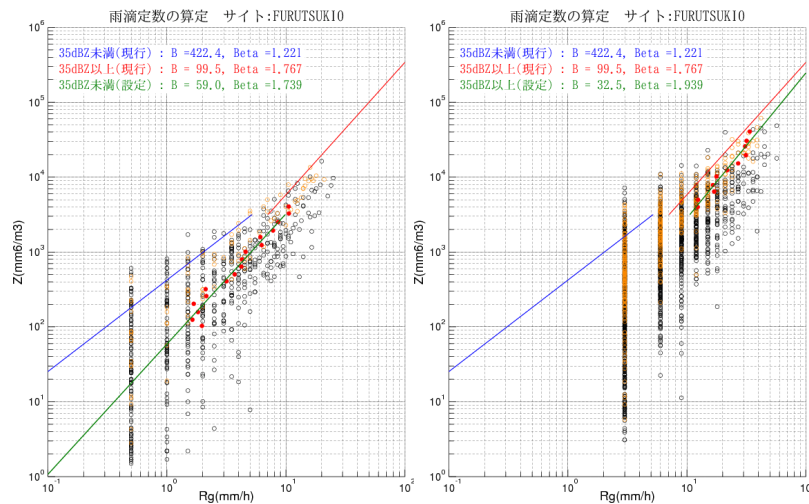 雨滴定数の算定　サイト:FURUTSUKI0
35dBZ未満(現行) : B =422.4, Beta =1.221
35dBZ以上(現行) : B = 99.5, Beta =1.767
35dBZ未満(設定) : B = 59.0, Beta =1.739
10^6
10^5
10^4
10^3
10^2
10^1
10^0
Z(mm6/m3)
10^-1
10^0
10^1
10^2
Rg(mm/h)
雨滴定数の算定　サイト:FURUTSUKI0
35dBZ未満(現行) : B =422.4, Beta =1.221
35dBZ以上(現行) : B = 99.5, Beta =1.767
35dBZ以上(設定) : B = 32.5, Beta =1.939
10^6
10^5
10^4
10^3
10^2
10^1
10^0
Z(mm6/m3)
10^-1
10^0
10^1
10
Rg(mm/h)